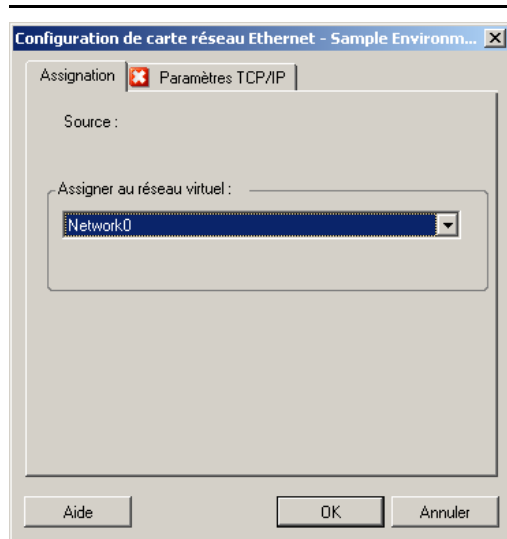 Configuration de carte réseau Ethernet - Sample Environm...
Assignation Paramètres TCP/IP
Source :
Assigner au réseau virtuel :
Network0
Aide OK Annuler